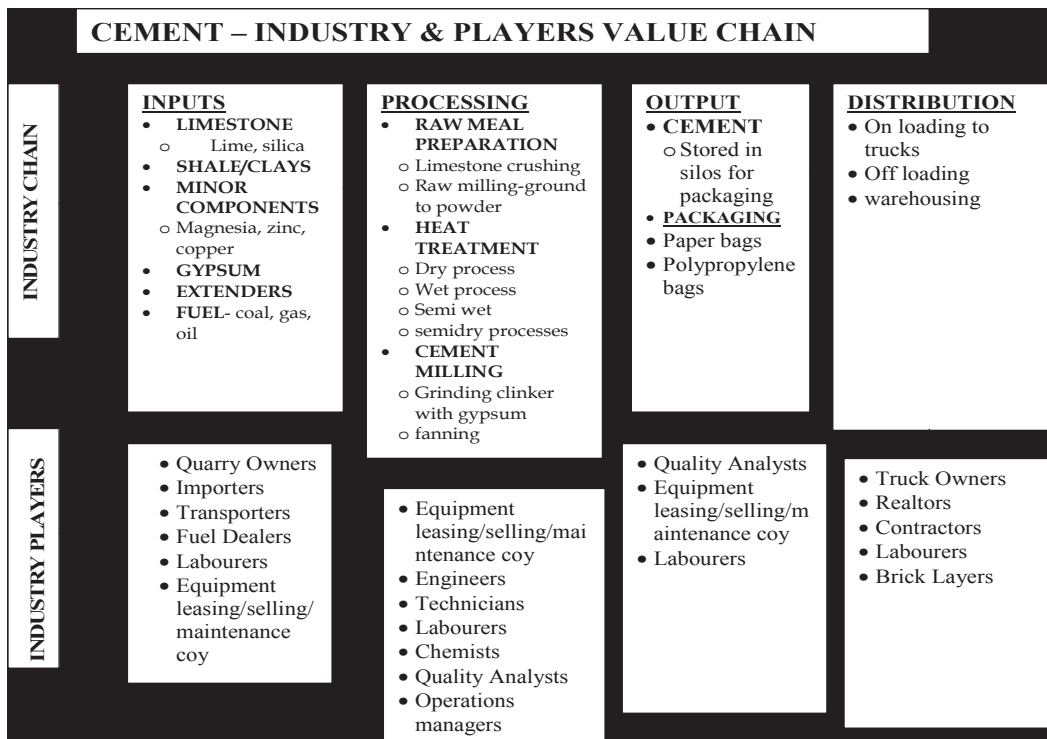 CEMENT – INDUSTRY & PLAYERS VALUE CHAIN
INDUSTRY CHAIN
INPUTS
• LIMESTONE
o Lime, silica
• SHALE/CLAYS
• MINOR
COMPONENTS
o Magnesia, zinc,
copper
• GYPSUM
• EXTENDERS
• FUEL- coal, gas,
oil
PROCESSING
• RAW MEAL
PREPARATION
o Limestone crushing
o Raw milling-ground
to powder
• HEAT
TREATMENT
o Dry process
o Wet process
o Semi wet
o semidry processes
• CEMENT
MILLING
o Grinding clinker
with gypsum
o fanning
OUTPUT
• CEMENT
o Stored in
silos for
packaging
• PACKAGING
• Paper bags
• Polypropylene
bags
DISTRIBUTION
• On loading to
trucks
• Off loading
• warehousing
INDUSTRY PLAYERS
• Quarry Owners
• Importers
• Transporters
• Fuel Dealers
• Labourers
• Equipment
leasing/selling/
maintenance
coy
• Equipment
leasing/selling/mai
ntenance coy
• Engineers
• Technicians
• Labourers
• Chemists
• Quality Analysts
• Operations
managers
• Quality Analysts
• Equipment
leasing/selling/m
aintenance coy
• Labourers
• Truck Owners
• Realtors
• Contractors
• Labourers
• Brick Layers